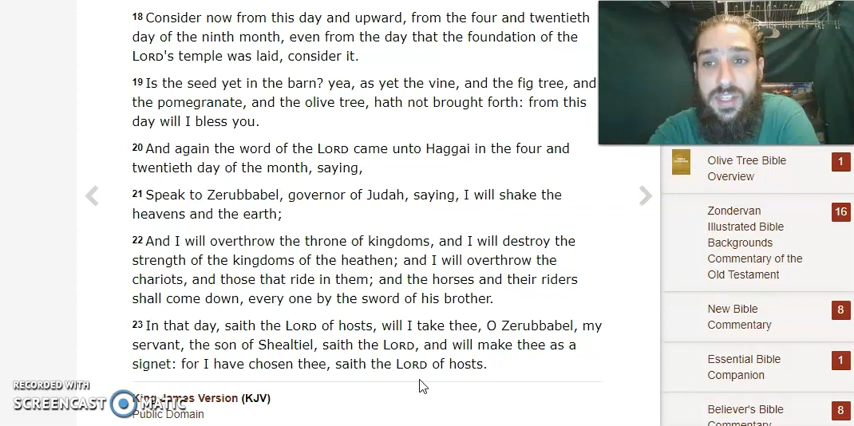 18 Consider now from this day and upward, from the four and twentieth
day of the ninth month, even from the day that the foundation of the
LORD's temple was laid, consider it.
19 Is the seed yet in the barn? yea, as yet the vine, and the fig tree, and
the pomegranate, and the olive tree, hath not brought forth: from this
day will I bless you.
20 And again the word of the LORD came unto Haggai in the four and
twentieth day of the month, saying,
21 Speak to Zerubbabel, governor of Judah, saying, I will shake the
heavens and the earth;
22 And I will overthrow the throne of kingdoms, and I will destroy the
strength of the kingdoms of the heathen; and I will overthrow the
chariots, and those that ride in them; and the horses and their riders
shall come down, every one by the sword of his brother.
23 In that day, saith the LORD of hosts, will I take thee, O Zerubbabel, my
servant, the son of Shealtiel, saith the LORD, and will make thee as a
signet: for I have chosen thee, saith the LORD of hosts.
King James Version (KJV)
Public Domain
RECORDED WITH
SCREENCAST MATIC
Olive Tree Bible 1
Overview
Zondervan 16
Illustrated Bible
Backgrounds
Commentary of the
Old Testament
New Bible 8
Commentary
Essential Bible 1
Companion
Believer's Bible 8
Commentary